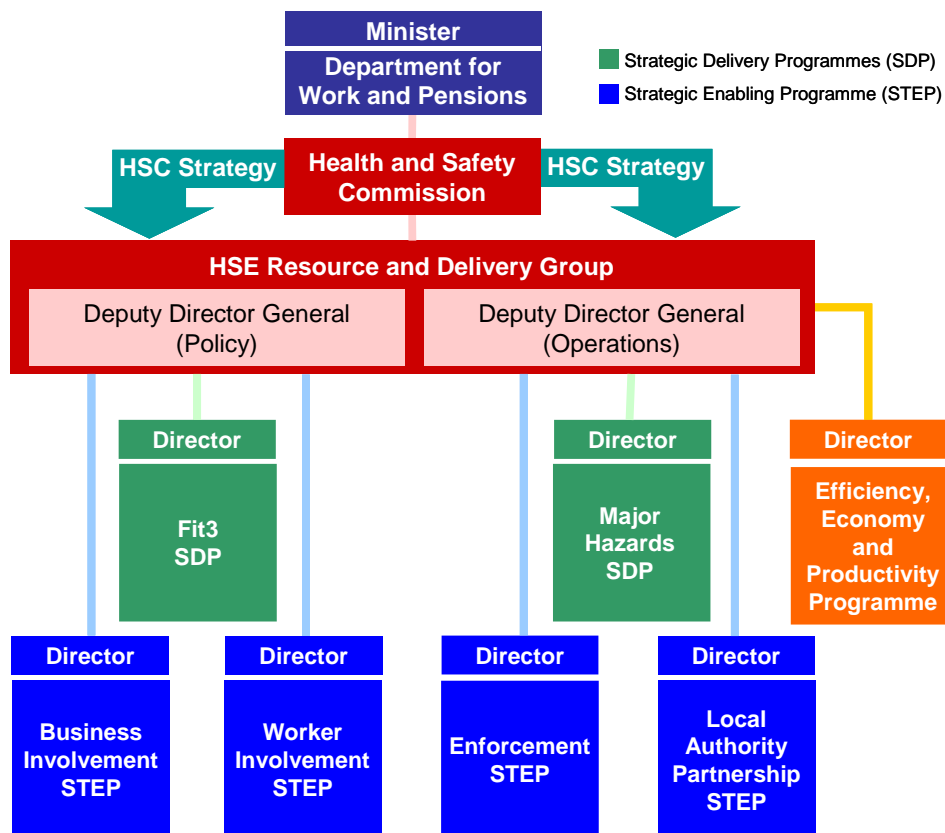 Minister
Department for
Work and Pensions
Strategic Delivery Programmes (SDP)
Strategic Enabling Programme (STEP)
HSC Strategy
Health and Safety
Commission
HSC Strategy
HSE Resource and Delivery Group
Deputy Director General
(Policy)
Deputy Director General
(Operations)
Director
Fit3
SDP
Director
Major
Hazards
SDP
Director
Efficiency,
Economy
and
Productivity
Programme
Director
Business
Involvement
STEP
Director
Worker
Involvement
STEP
Director
Enforcement
STEP
Director
Local
Authority
Partnership
STEP